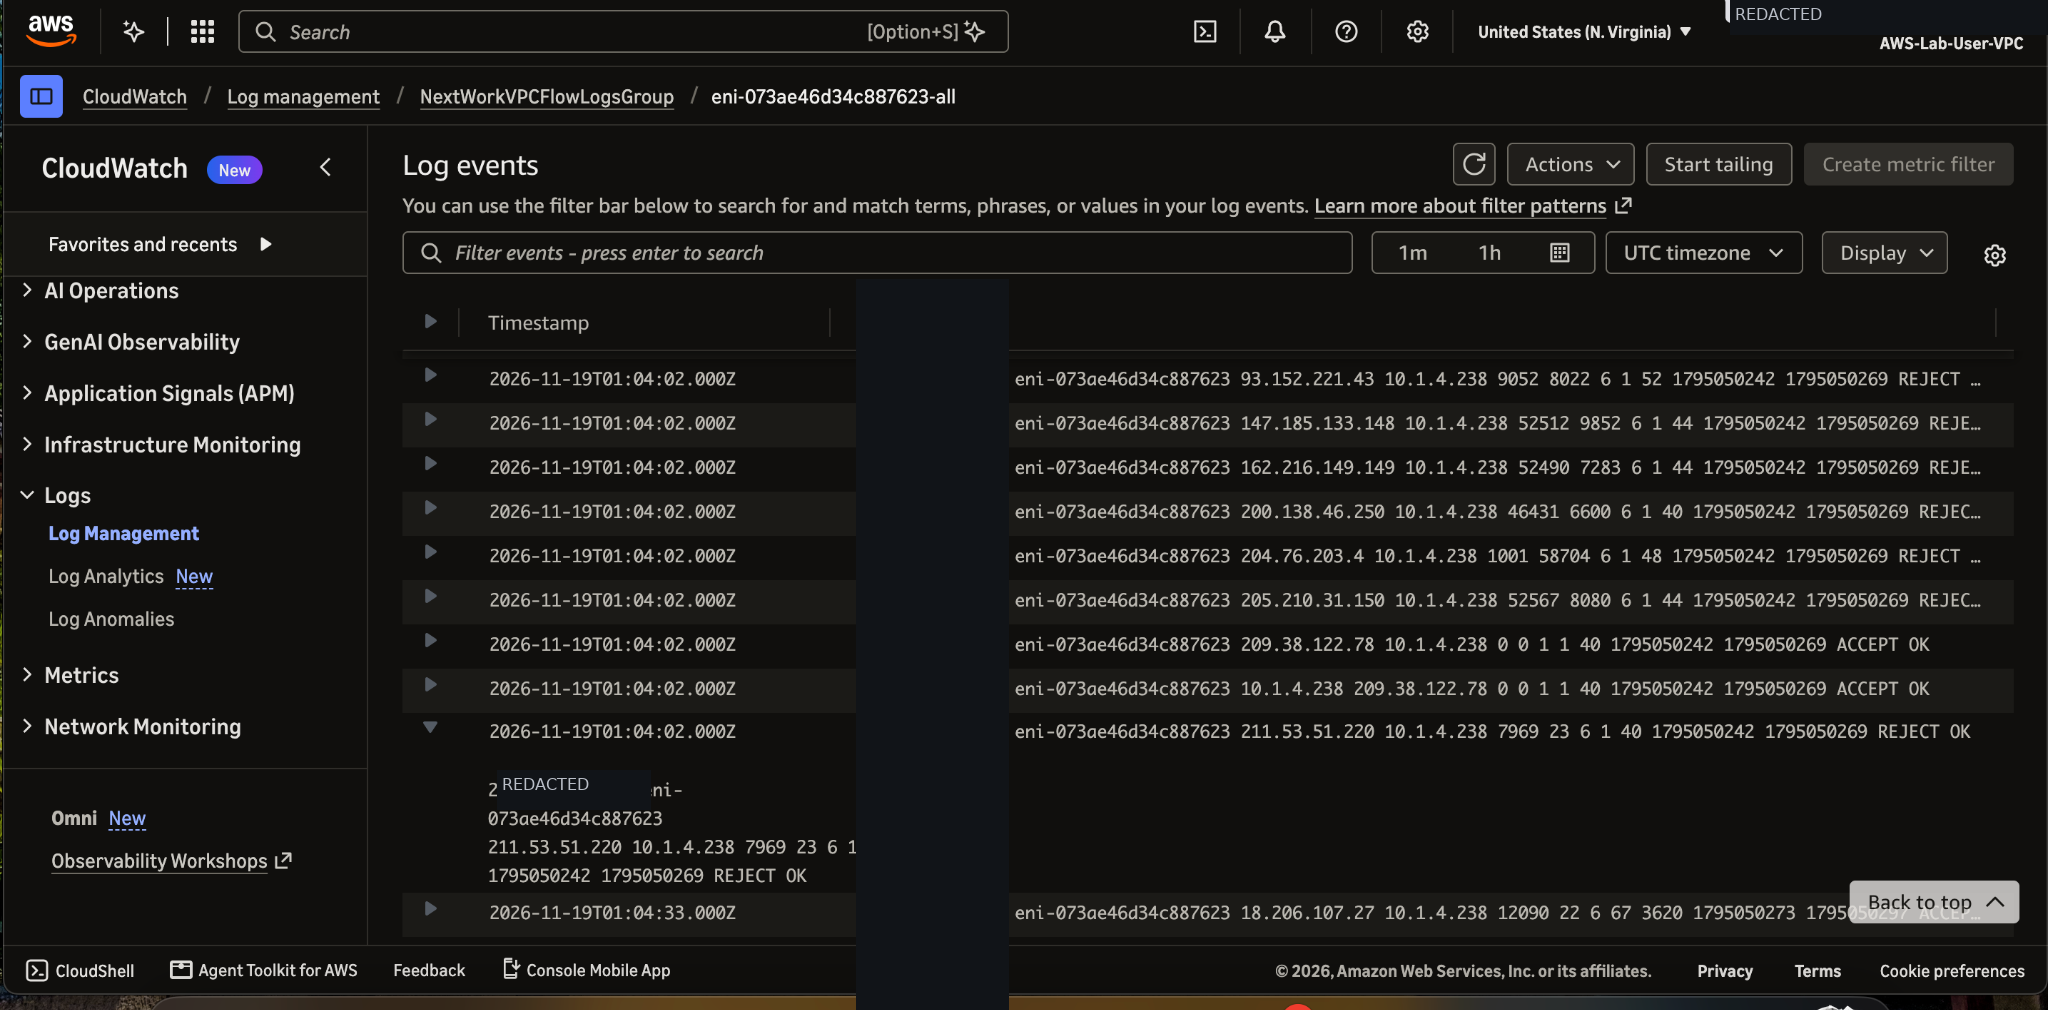 aws
Search [Option+S]
United States (N. Virginia) ▼
REDACTED
AWS-Lab-User-VPC
CloudWatch / Log management / NextWorkVPCFlowLogsGroup / eni-073ae46d34c887623-all
CloudWatch New
Favorites and recents
AI Operations
GenAI Observability
Application Signals (APM)
Infrastructure Monitoring
Logs
Log Management
Log Analytics New
Log Anomalies
Metrics
Network Monitoring
Omni New
Observability Workshops
Log events
Actions
Start tailing
Create metric filter
You can use the filter bar below to search for and match terms, phrases, or values in your log events. Learn more about filter patterns
Filter events - press enter to search
1m 1h
UTC timezone
Display
Timestamp
2026-11-19T01:04:02.000Z eni-073ae46d34c887623 93.152.221.43 10.1.4.238 9052 8022 6 1 52 1795050242 1795050269 REJECT …
2026-11-19T01:04:02.000Z eni-073ae46d34c887623 147.185.133.148 10.1.4.238 52512 9852 6 1 44 1795050242 1795050269 REJE…
2026-11-19T01:04:02.000Z eni-073ae46d34c887623 162.216.149.149 10.1.4.238 52490 7283 6 1 44 1795050242 1795050269 REJE…
2026-11-19T01:04:02.000Z eni-073ae46d34c887623 200.138.46.250 10.1.4.238 46431 6600 6 1 40 1795050242 1795050269 REJEC…
2026-11-19T01:04:02.000Z eni-073ae46d34c887623 204.76.203.4 10.1.4.238 1001 58704 6 1 48 1795050242 1795050269 REJECT …
2026-11-19T01:04:02.000Z eni-073ae46d34c887623 205.210.31.150 10.1.4.238 52567 8080 6 1 44 1795050242 1795050269 REJEC…
2026-11-19T01:04:02.000Z eni-073ae46d34c887623 209.38.122.78 10.1.4.238 0 0 1 1 40 1795050242 1795050269 ACCEPT OK
2026-11-19T01:04:02.000Z eni-073ae46d34c887623 10.1.4.238 209.38.122.78 0 0 1 1 40 1795050242 1795050269 ACCEPT OK
2026-11-19T01:04:02.000Z eni-073ae46d34c887623 211.53.51.220 10.1.4.238 7969 23 6 1 40 1795050242 1795050269 REJECT OK
2 REDACTED eni-
073ae46d34c887623
211.53.51.220 10.1.4.238 7969 23 6 1
1795050242 1795050269 REJECT OK
2026-11-19T01:04:33.000Z eni-073ae46d34c887623 18.206.107.27 10.1.4.238 12090 22 6 67 3620 1795050273
Back to top
CloudShell
Agent Toolkit for AWS
Feedback
Console Mobile App
© 2026, Amazon Web Services, Inc. or its affiliates.
Privacy
Terms
Cookie preferences